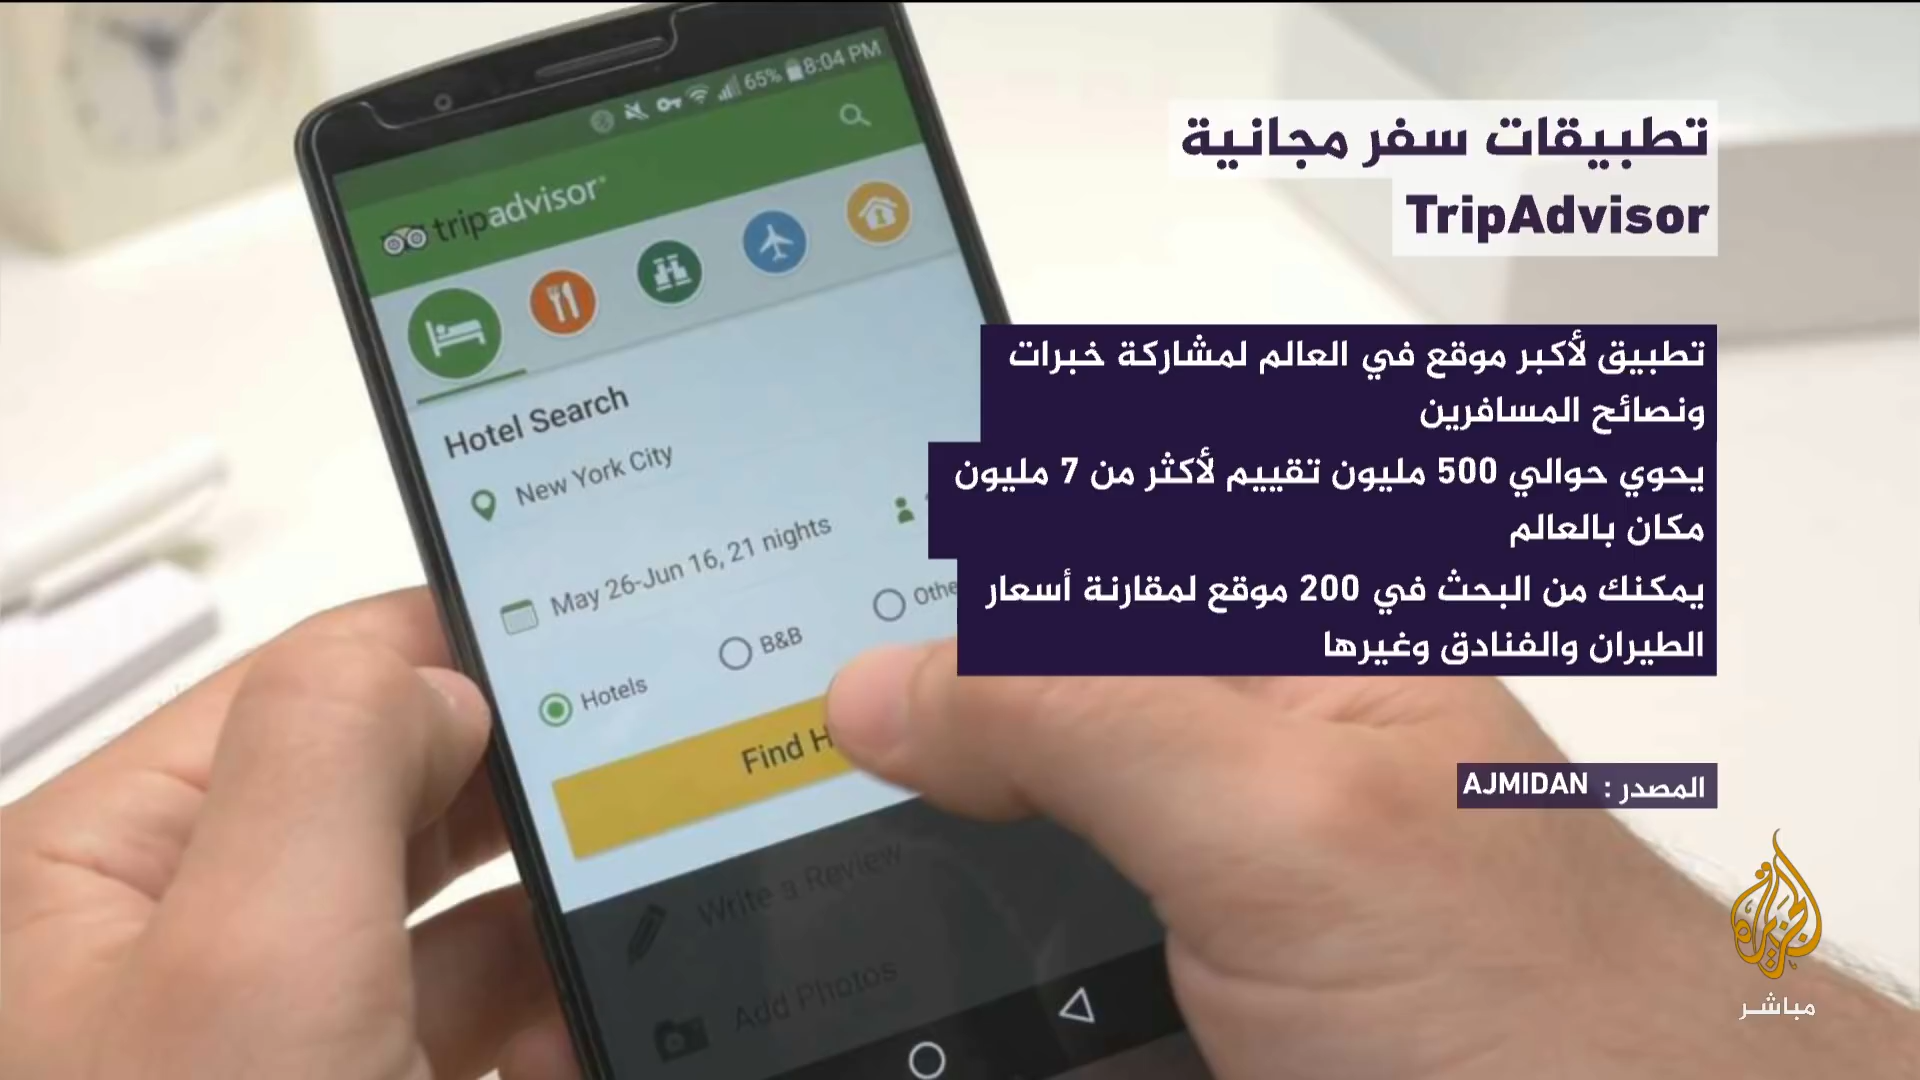 تطبيقات سفر مجانية
TripAdvisor
تطبيق لأكبر موقع في العالم لمشاركة خبرات
ونصائح المسافرين
يحوي حوالي 500 مليون تقييم لأكثر من 7 مليون
مكان بالعالم
يمكنك من البحث في 200 موقع لمقارنة أسعار
الطيران والفنادق وغيرها
المصدر : AJMIDAN
الجزيرة
مباشر
65% 8:04 PM
tripadvisor
Hotel Search
New York City
May 26-Jun 16, 21 nights
Hotels B&B
Find
Write a Review
Add Photos